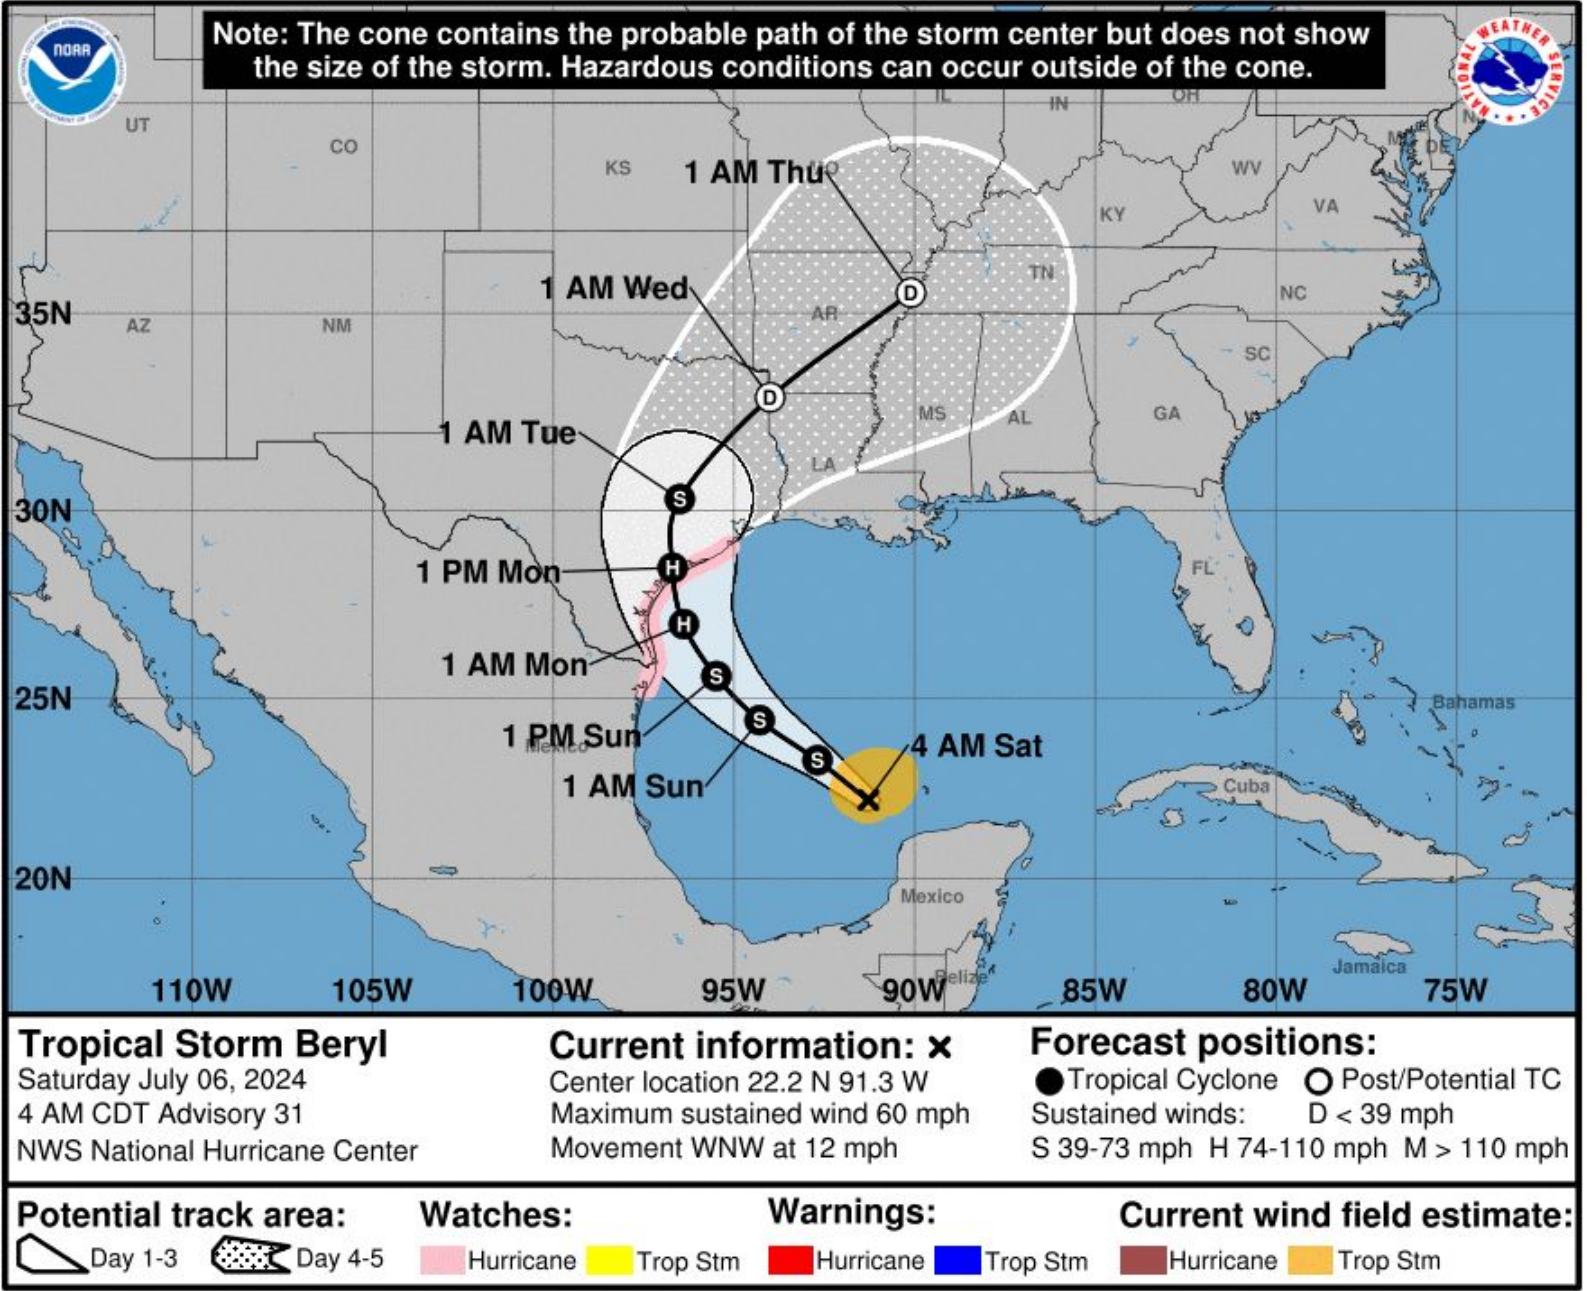 Note: The cone contains the probable path of the storm center but does not show
the size of the storm. Hazardous conditions can occur outside of the cone.
NOAA
NATIONAL WEATHER SERVICE
UT
CO
KS
IL
IN
OH
WV
DE
VA
KY
1 AM Thu
1 AM Wed
TN
NC
35N
AZ
NM
AR
SC
1 AM Tue
MS
AL
GA
LA
30N
1 PM Mon
FL
1 AM Mon
25N
Bahamas
1 PM Sun
Mexico
4 AM Sat
1 AM Sun
Cuba
20N
Mexico
Jamaica
Belize
D
D
S
H
H
S
S
S
110W 105W 100W 95W 90W 85W 80W 75W
Tropical Storm Beryl
Saturday July 06, 2024
4 AM CDT Advisory 31
NWS National Hurricane Center
Current information: ×
Center location 22.2 N 91.3 W
Maximum sustained wind 60 mph
Movement WNW at 12 mph
Forecast positions:
Tropical Cyclone Post/Potential TC
Sustained winds: D < 39 mph
S 39-73 mph H 74-110 mph M > 110 mph
Potential track area:
Day 1-3 Day 4-5
Watches:
Hurricane Trop Stm
Warnings:
Hurricane Trop Stm
Current wind field estimate:
Hurricane Trop Stm